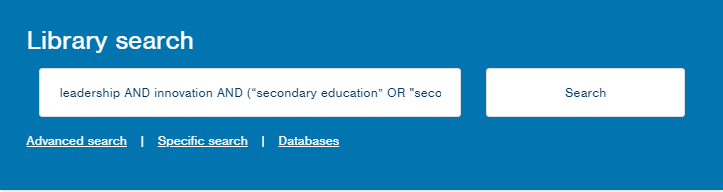 Library search
leadership AND innovation AND (“secondary education” OR "seco
Search
Advanced search | Specific search | Databases